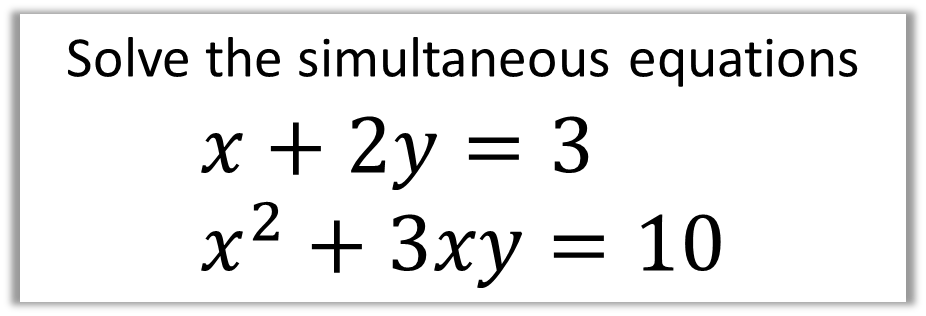 Solve the simultaneous equations
x + 2y = 3
x² + 3xy = 10